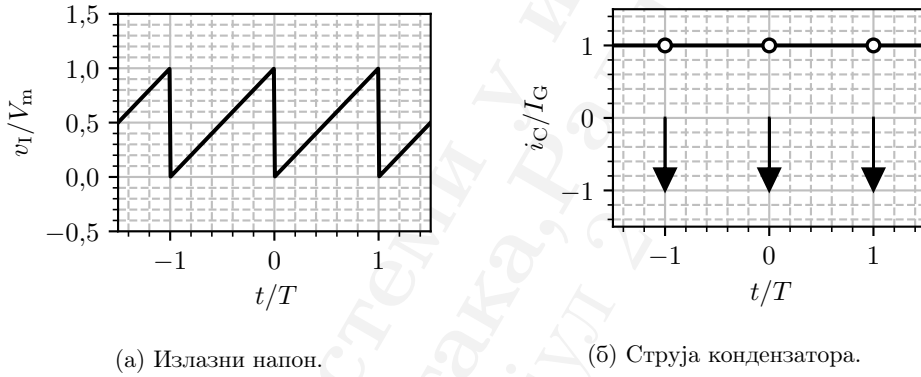 1,5
1,0
0,5
0,0
−0,5
v_I/V_m
−1 0 1
t/T
(а) Излазни напон.
1
0
−1
i_C/I_G
−1 0 1
t/T
(б) Струја кондензатора.